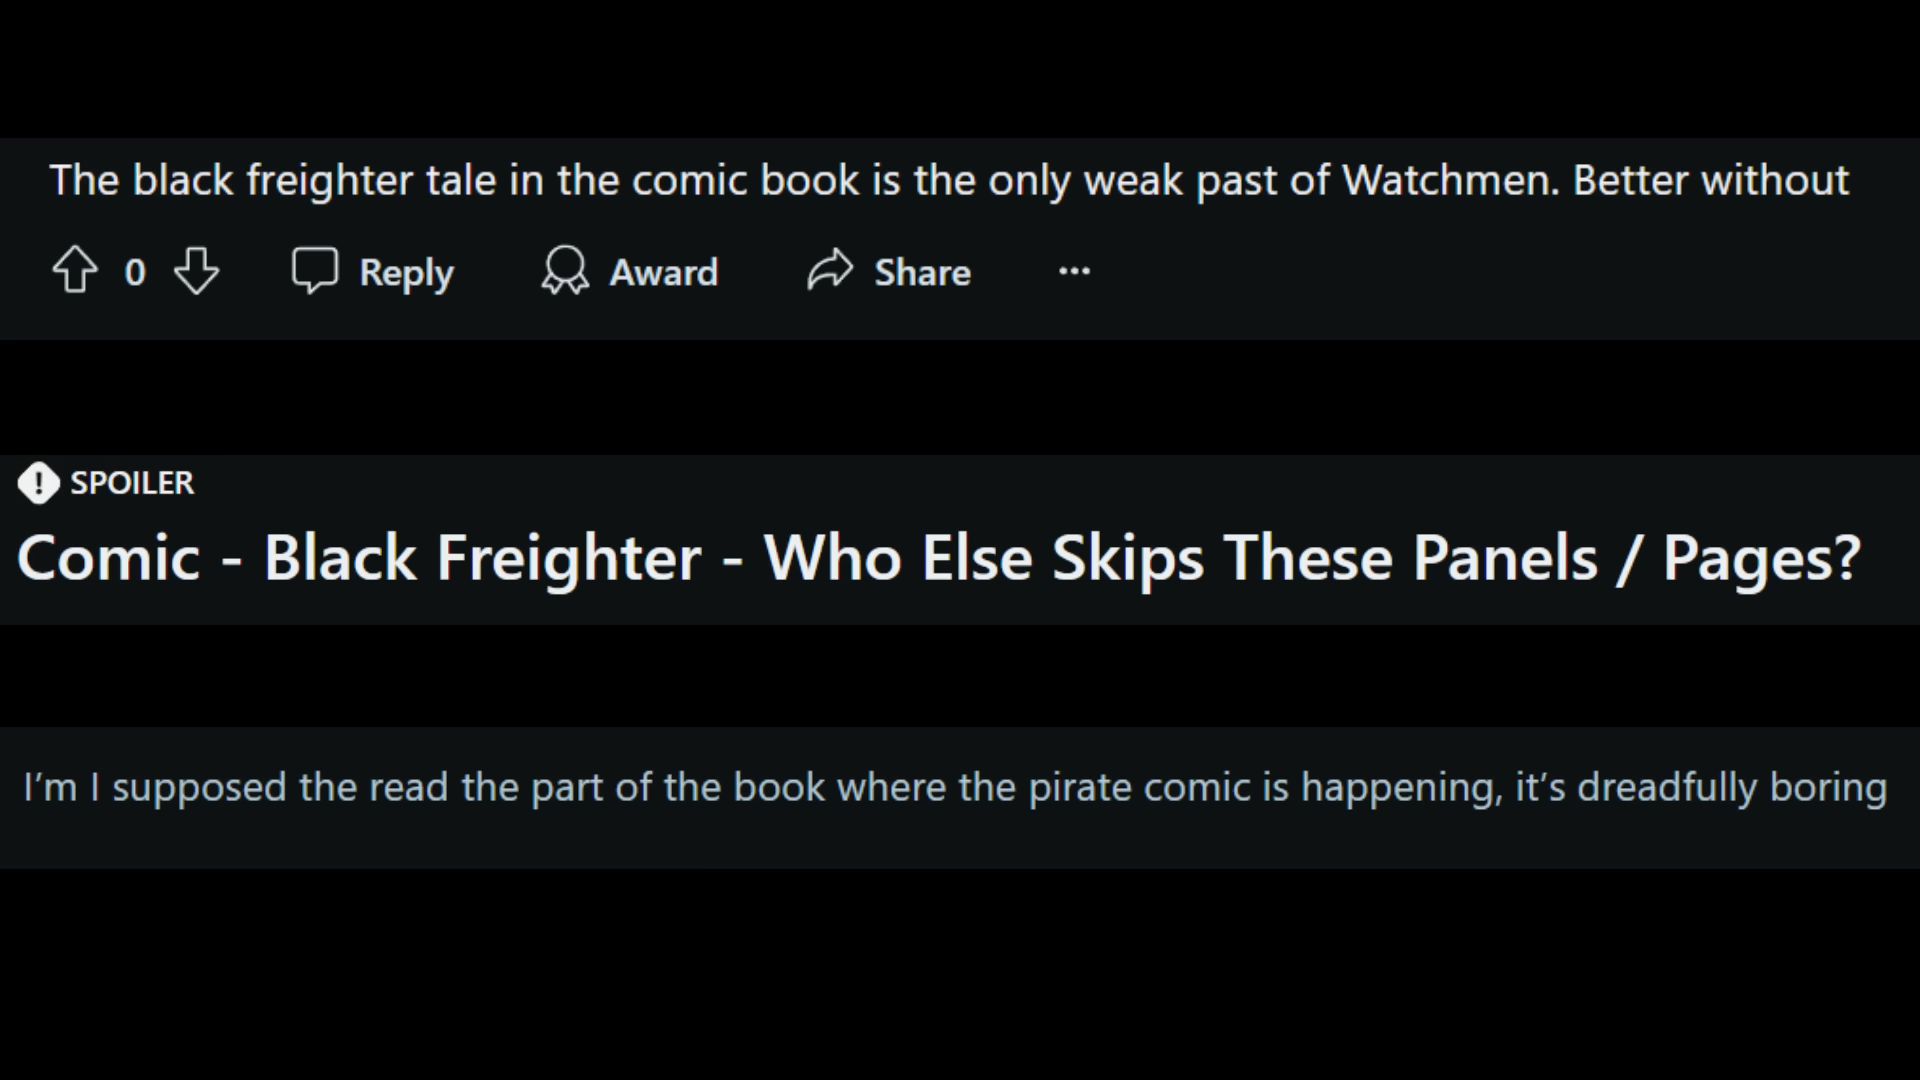 The black freighter tale in the comic book is the only weak past of Watchmen. Better without
0 Reply Award Share ...
SPOILER
Comic - Black Freighter - Who Else Skips These Panels / Pages?
I’m I supposed the read the part of the book where the pirate comic is happening, it’s dreadfully boring